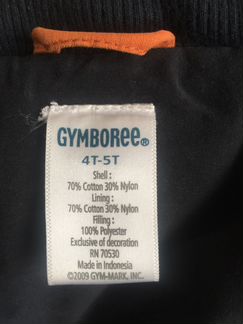 GYMBOREE®
4T-5T
Shell :
70% Cotton 30% Nylon
Lining :
70% Cotton 30% Nylon
Filling :
100% Polyester
Exclusive of decoration
RN 70530
Made in Indonesia
©2009 GYM-MARK, INC.